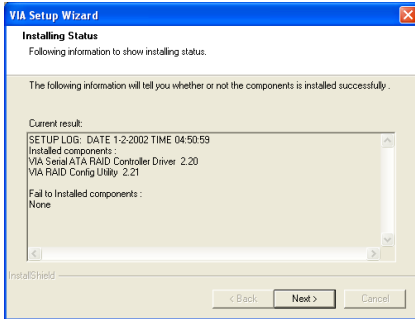 VIA Setup Wizard
Installing Status
Following information to show installing status.
The following information will tell you whether or not the components is installed successfully .
Current result:
SETUP LOG:  DATE 1-2-2002 TIME 04:50:59
Installed components :
VIA Serial ATA RAID Controller Driver  2.20
VIA RAID Config Utility  2.21
Fail to Installed components :
None
InstallShield
< Back
Next >
Cancel